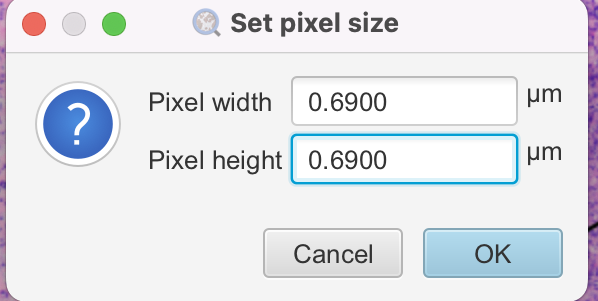 Set pixel size
?
Pixel width 0.6900 μm
Pixel height 0.6900 μm
Cancel OK